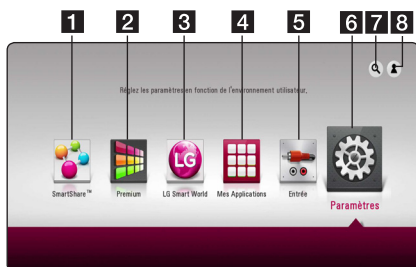 1 2 3 4 5 6 7 8
Réglez les paramètres en fonction de l'environnement utilisateur.
LG
SmartShare™ Premium LG Smart World Mes Applications Entrée Paramètres